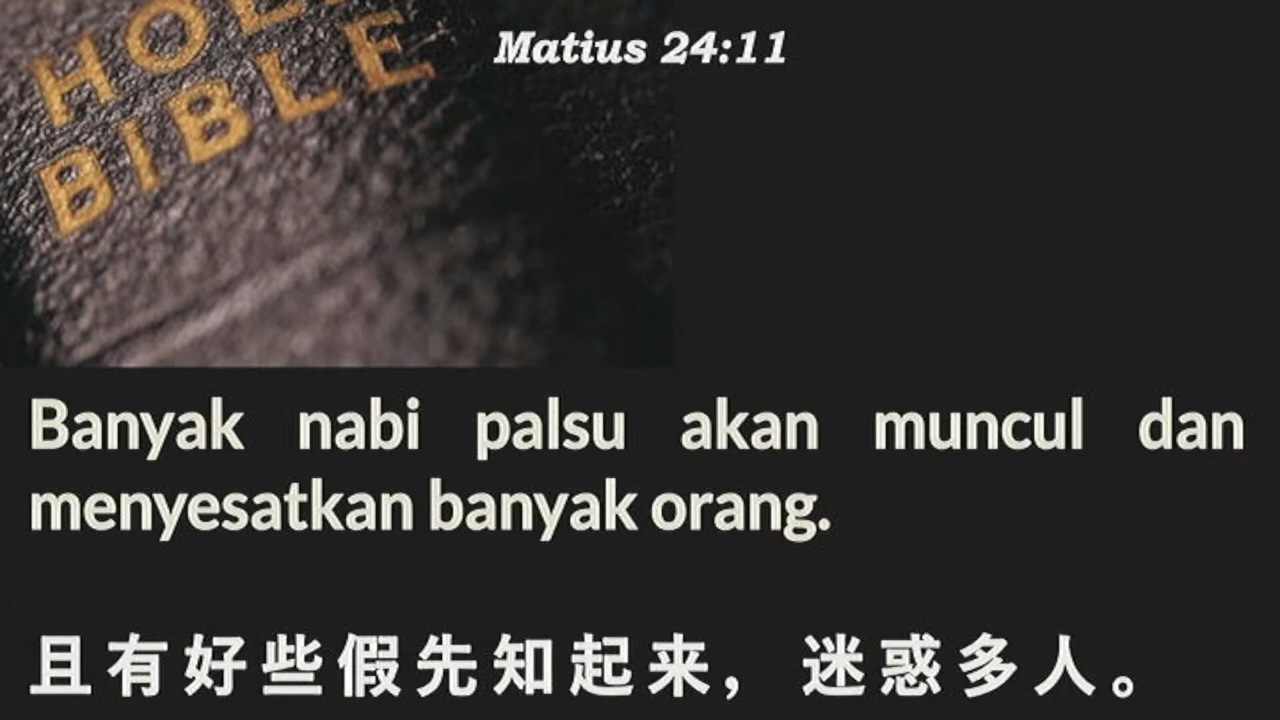 HOL
BIBLE
Matius 24:11
Banyak nabi palsu akan muncul dan
menyesatkan banyak orang.
且有好些假先知起来，迷惑多人。